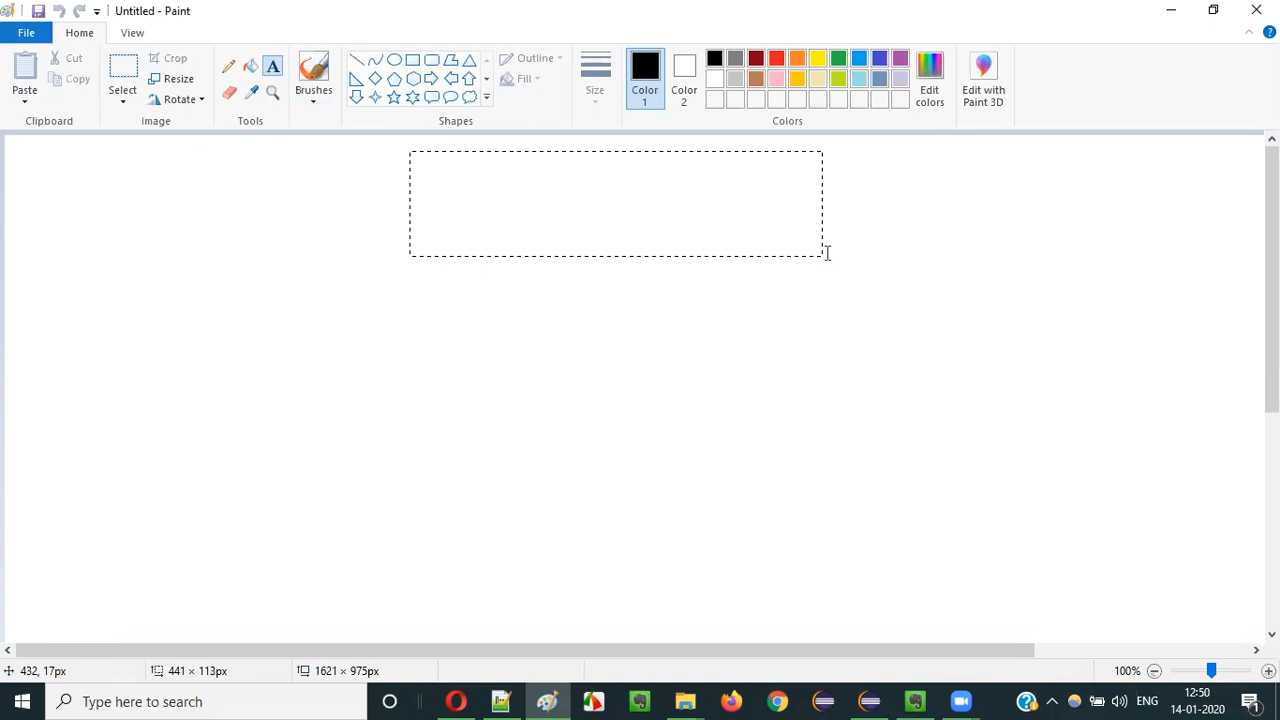 Untitled - Paint
File
Home
View
Paste
Cut
Copy
Clipboard
Select
Crop
Resize
Rotate
Image
A
Tools
Brushes
Outline
Fill
Shapes
Size
Color
1
Color
2
Edit
colors
Colors
Edit with
Paint 3D
432, 17px
441 × 113px
1621 × 975px
100%
Type here to search
ENG
12:50
14-01-2020
1